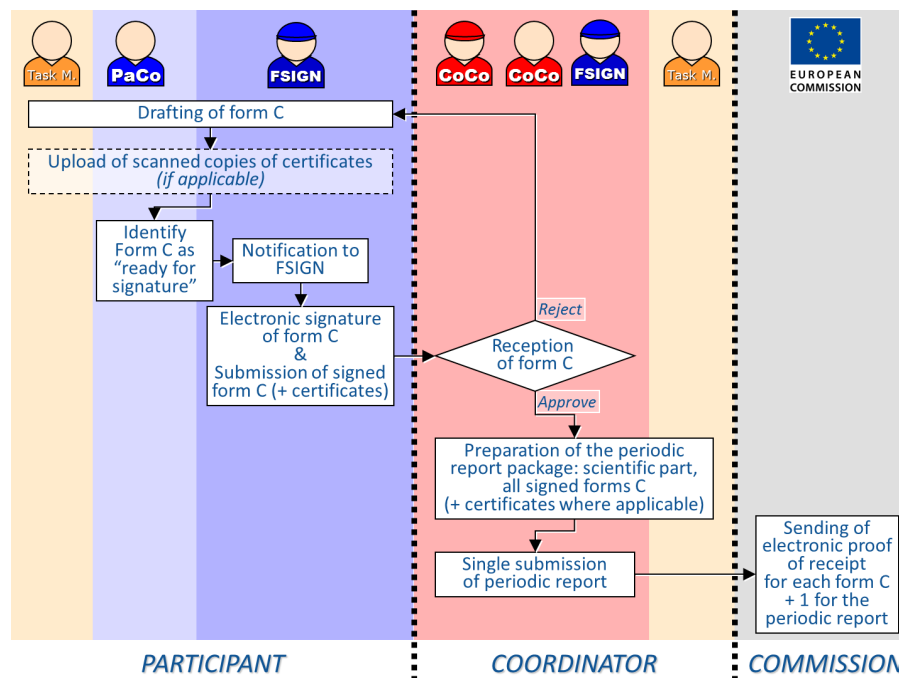 Task M.
PaCo
FSIGN
CoCo
CoCo
FSIGN
Task M.
EUROPEAN
COMMISSION
Drafting of form C
Upload of scanned copies of certificates
(if applicable)
Identify
Form C as
“ready for
signature”
Notification to
FSIGN
Electronic signature
of form C
&
Submission of signed
form C (+ certificates)
Reject
Reception
of form C
Approve
Preparation of the periodic
report package: scientific part,
all signed forms C
(+ certificates where applicable)
Single submission
of periodic report
Sending of
electronic proof
of receipt
for each form C
+ 1 for the
periodic report
PARTICIPANT
COORDINATOR
COMMISSION